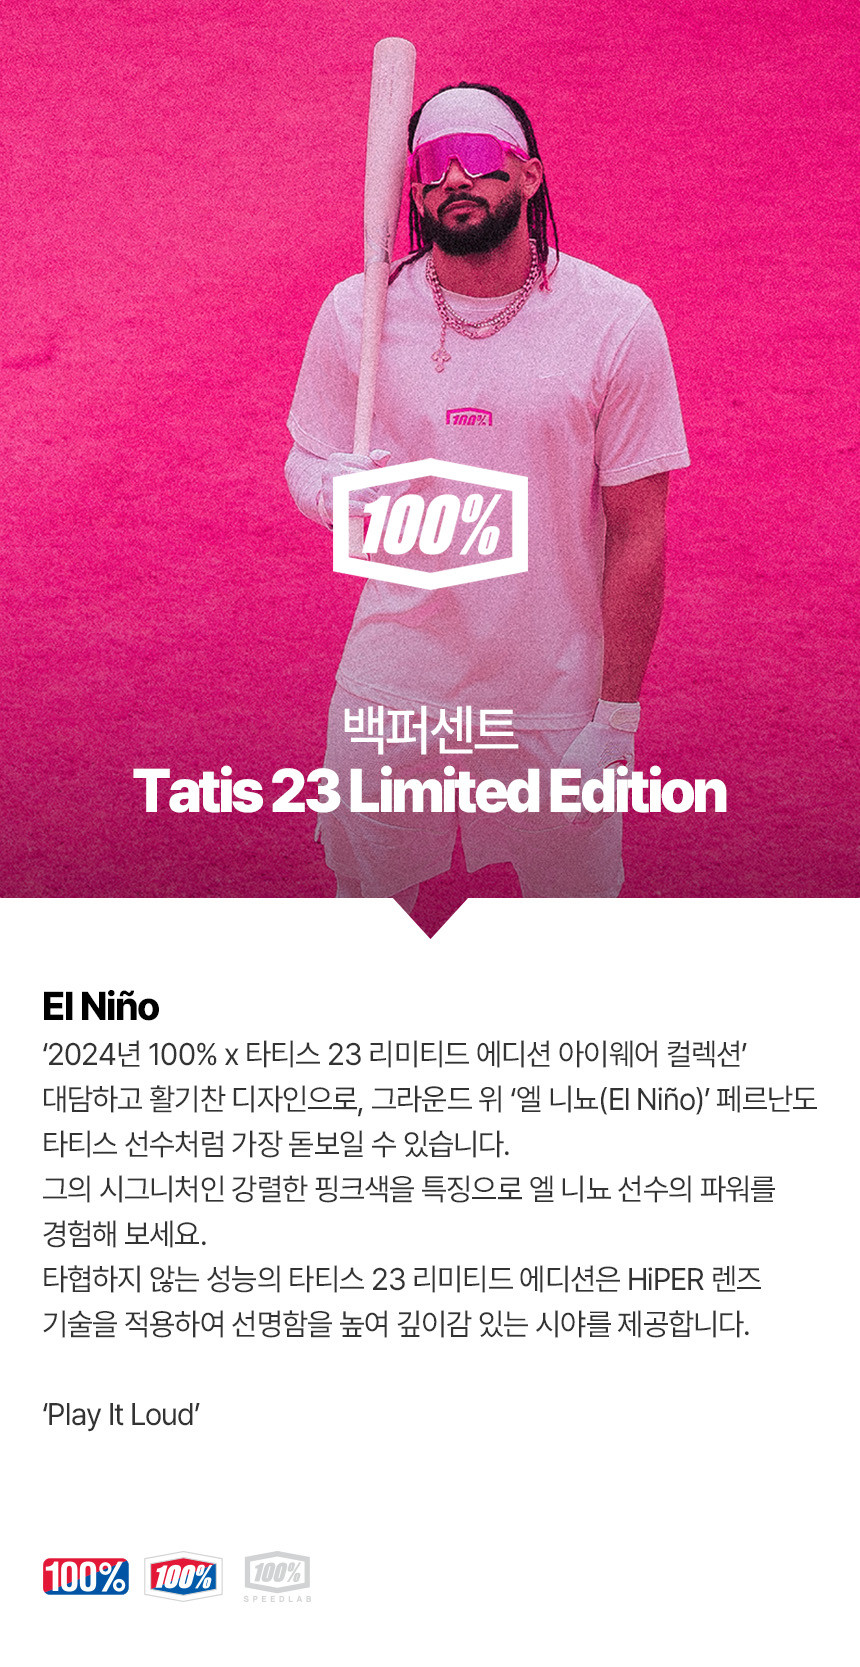 100%
100%
백퍼센트
Tatis 23 Limited Edition
El Niño
‘2024년 100% x 타티스 23 리미티드 에디션 아이웨어 컬렉션’
대담하고 활기찬 디자인으로, 그라운드 위 ‘엘 니뇨(El Niño)’ 페르난도
타티스 선수처럼 가장 돋보일 수 있습니다.
그의 시그니처인 강렬한 핑크색을 특징으로 엘 니뇨 선수의 파워를
경험해 보세요.
타협하지 않는 성능의 타티스 23 리미티드 에디션은 HiPER 렌즈
기술을 적용하여 선명함을 높여 깊이감 있는 시야를 제공합니다.
‘Play It Loud’
100% 100% 100%
SPEEDLAB